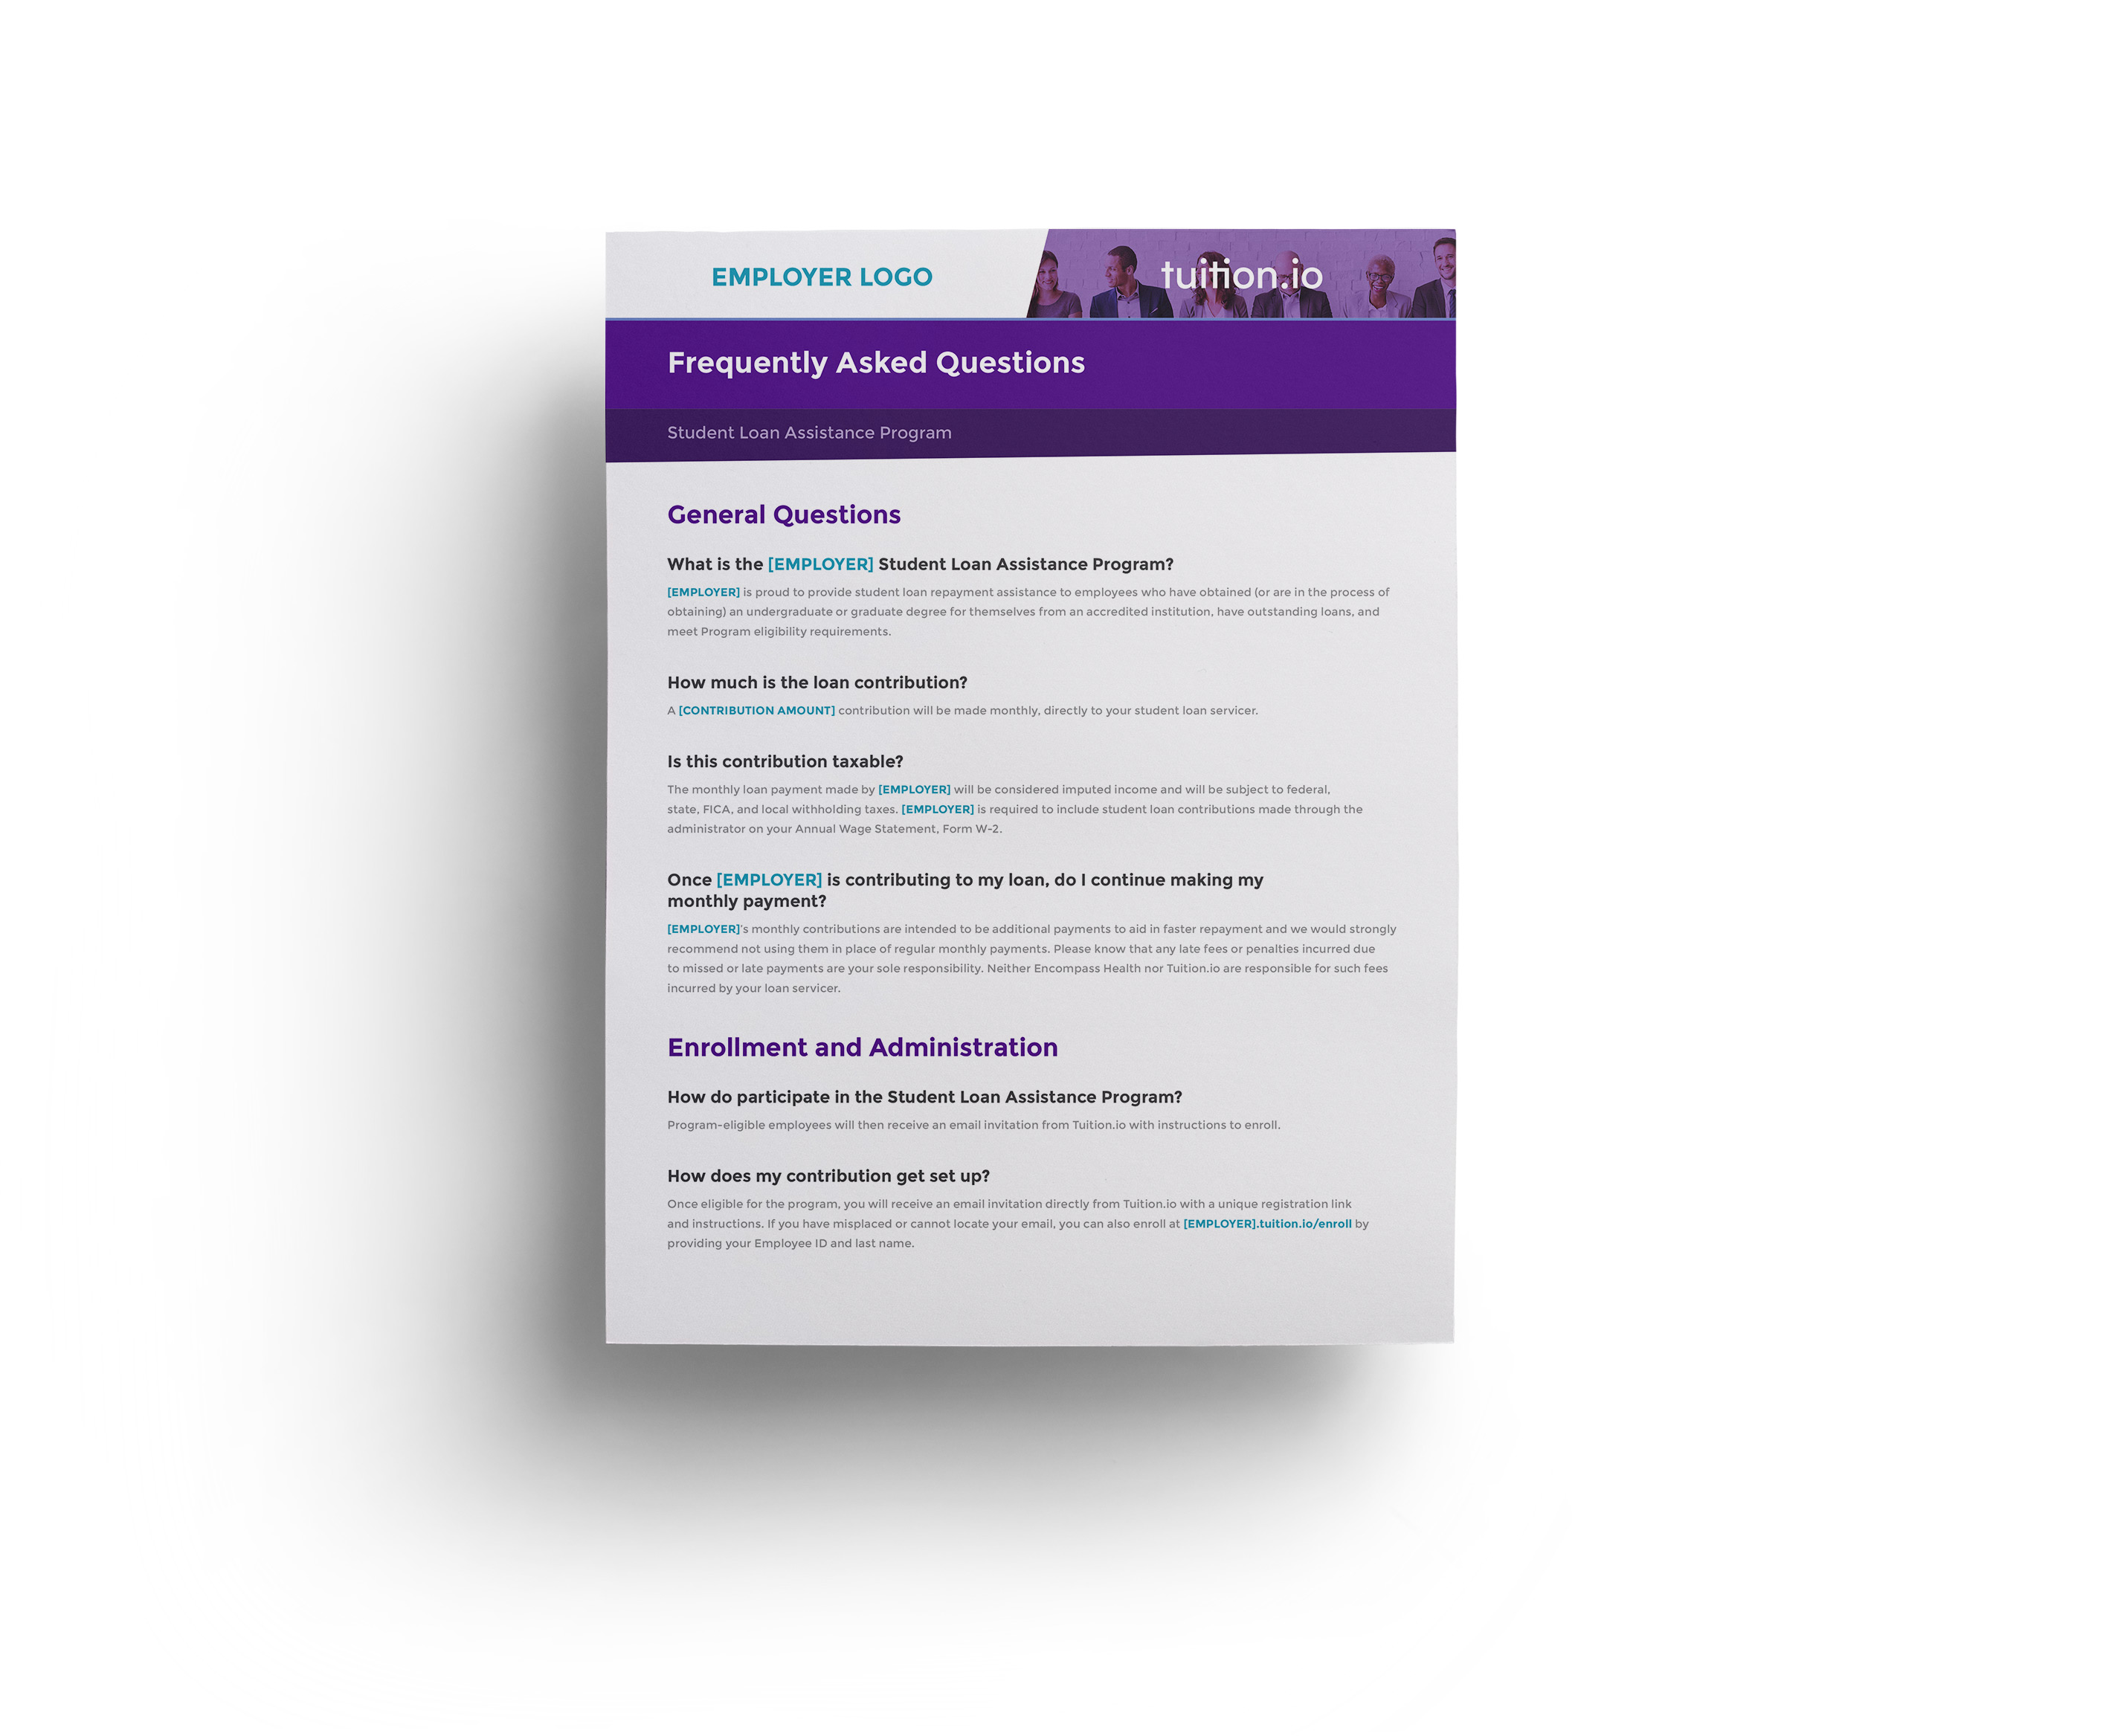 EMPLOYER LOGO
tuition.io
Frequently Asked Questions
Student Loan Assistance Program
General Questions
What is the [EMPLOYER] Student Loan Assistance Program?
[EMPLOYER] is proud to provide student loan repayment assistance to employees who have obtained (or are in the process of
obtaining) an undergraduate or graduate degree for themselves from an accredited institution, have outstanding loans, and
meet Program eligibility requirements.
How much is the loan contribution?
A [CONTRIBUTION AMOUNT] contribution will be made monthly, directly to your student loan servicer.
Is this contribution taxable?
The monthly loan payment made by [EMPLOYER] will be considered imputed income and will be subject to federal,
state, FICA, and local withholding taxes. [EMPLOYER] is required to include student loan contributions made through the
administrator on your Annual Wage Statement, Form W-2.
Once [EMPLOYER] is contributing to my loan, do I continue making my
monthly payment?
[EMPLOYER]'s monthly contributions are intended to be additional payments to aid in faster repayment and we would strongly
recommend not using them in place of regular monthly payments. Please know that any late fees or penalties incurred due
to missed or late payments are your sole responsibility. Neither Encompass Health nor Tuition.io are responsible for such fees
incurred by your loan servicer.
Enrollment and Administration
How do participate in the Student Loan Assistance Program?
Program-eligible employees will then receive an email invitation from Tuition.io with instructions to enroll.
How does my contribution get set up?
Once eligible for the program, you will receive an email invitation directly from Tuition.io with a unique registration link
and instructions. If you have misplaced or cannot locate your email, you can also enroll at [EMPLOYER].tuition.io/enroll by
providing your Employee ID and last name.